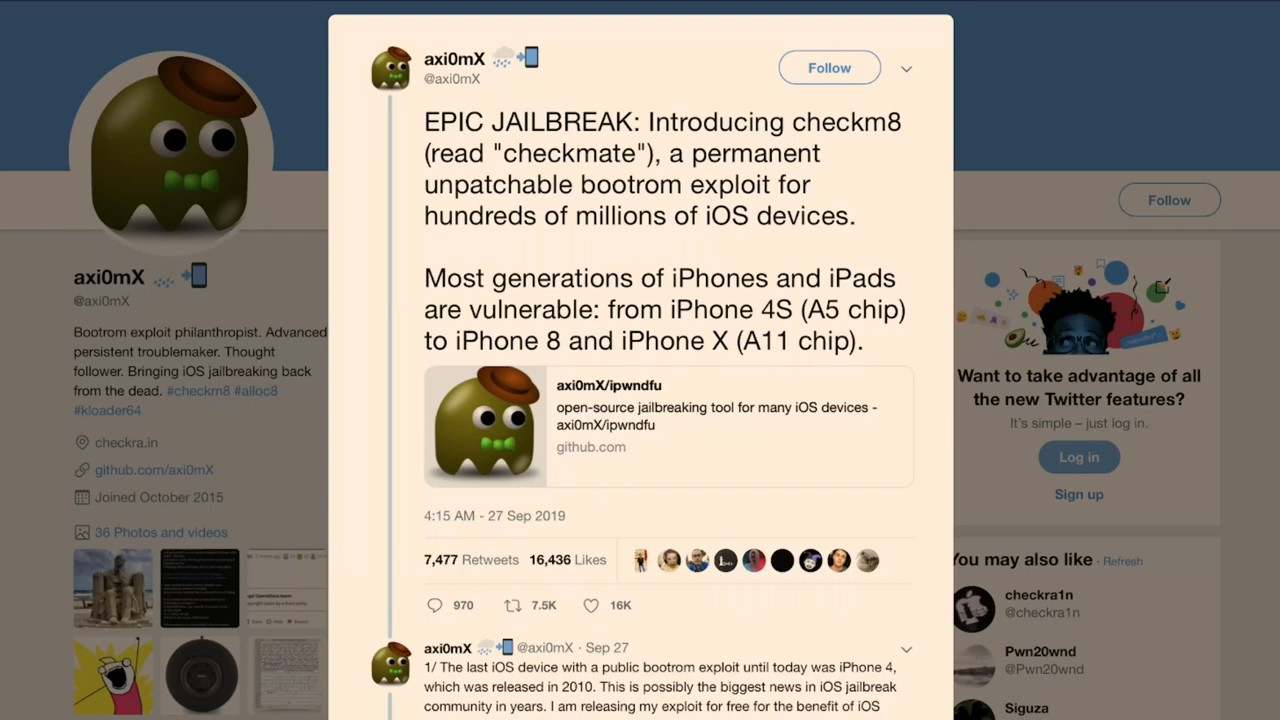 axi0mX
@axi0mX
Follow
EPIC JAILBREAK: Introducing checkm8
(read "checkmate"), a permanent
unpatchable bootrom exploit for
hundreds of millions of iOS devices.
Most generations of iPhones and iPads
are vulnerable: from iPhone 4S (A5 chip)
to iPhone 8 and iPhone X (A11 chip).
axi0mX/ipwndfu
open-source jailbreaking tool for many iOS devices -
axi0mX/ipwndfu
github.com
4:15 AM - 27 Sep 2019
7,477 Retweets 16,436 Likes
970 7.5K 16K
axi0mX @axi0mX · Sep 27
1/ The last iOS device with a public bootrom exploit until today was iPhone 4,
which was released in 2010. This is possibly the biggest news in iOS jailbreak
community in years. I am releasing my exploit for free for the benefit of iOS
axi0mX
@axi0mX
Bootrom exploit philanthropist. Advanced
persistent troublemaker. Thought
follower. Bringing iOS jailbreaking back
from the dead. #checkm8 #alloc8
#kloader64
checkra.in
github.com/axi0mX
Joined October 2015
36 Photos and videos
Follow
Want to take advantage of all
the new Twitter features?
It's simple – just log in.
Log in
Sign up
You may also like · Refresh
checkra1n
@checkra1n
Pwn20wnd
@Pwn20wnd
Siguza